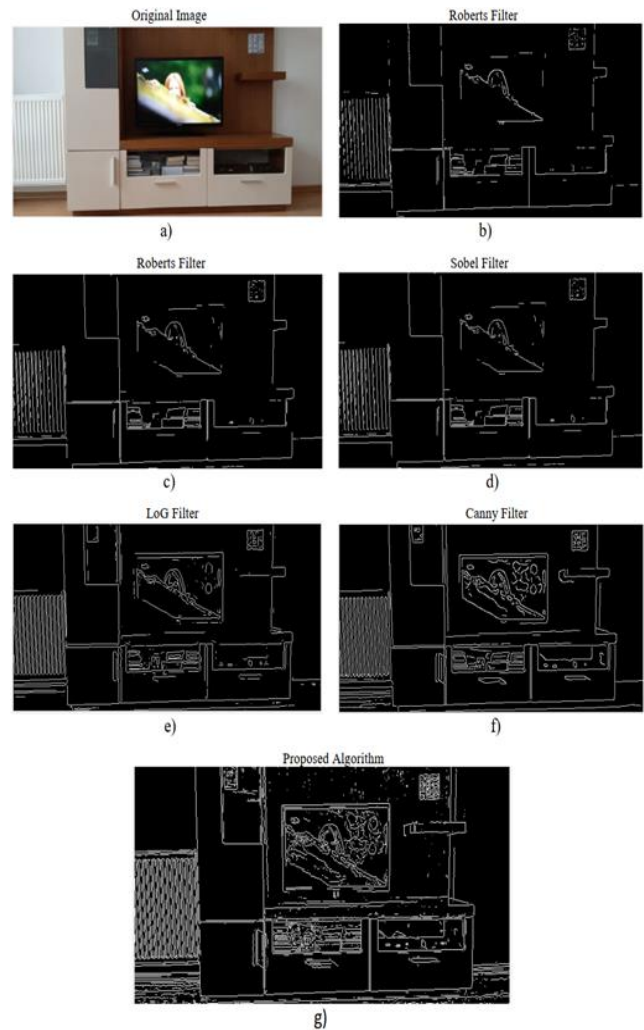 Original Image
Roberts Filter
a)
b)
Roberts Filter
Sobel Filter
c)
d)
LoG Filter
Canny Filter
e)
f)
Proposed Algorithm
g)